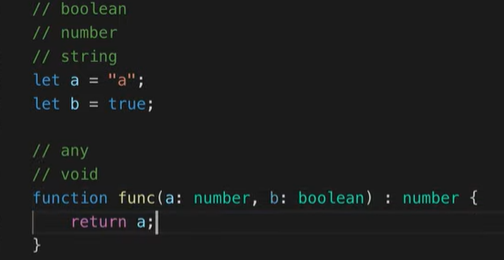 // boolean
// number
// string
let a = "a";
let b = true;
// any
// void
function func(a: number, b: boolean) : number {
    return a;
}